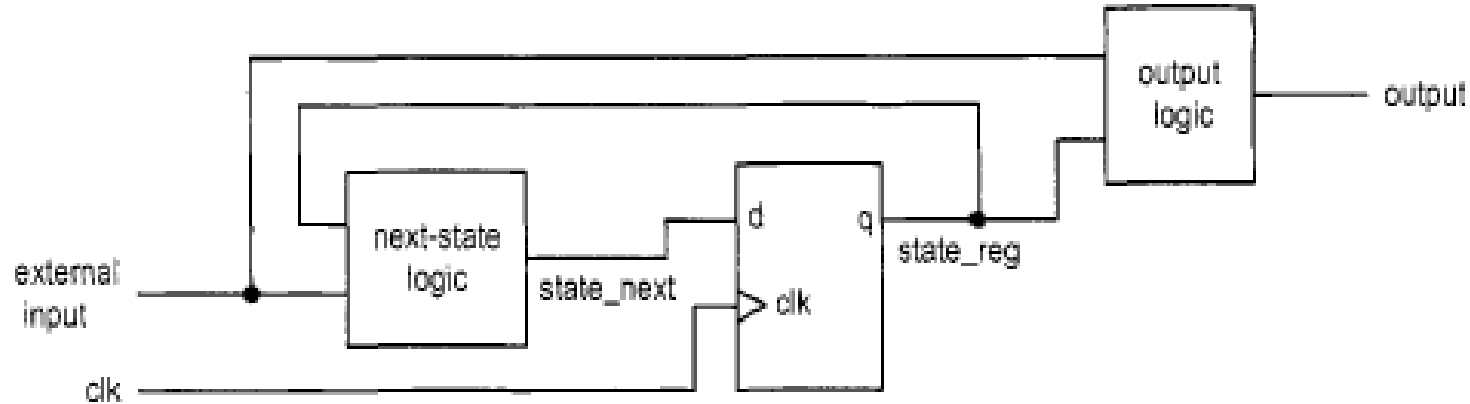 output
logic
output
next-state
logic
d
q
state_reg
external
input
state_next
clk
clk